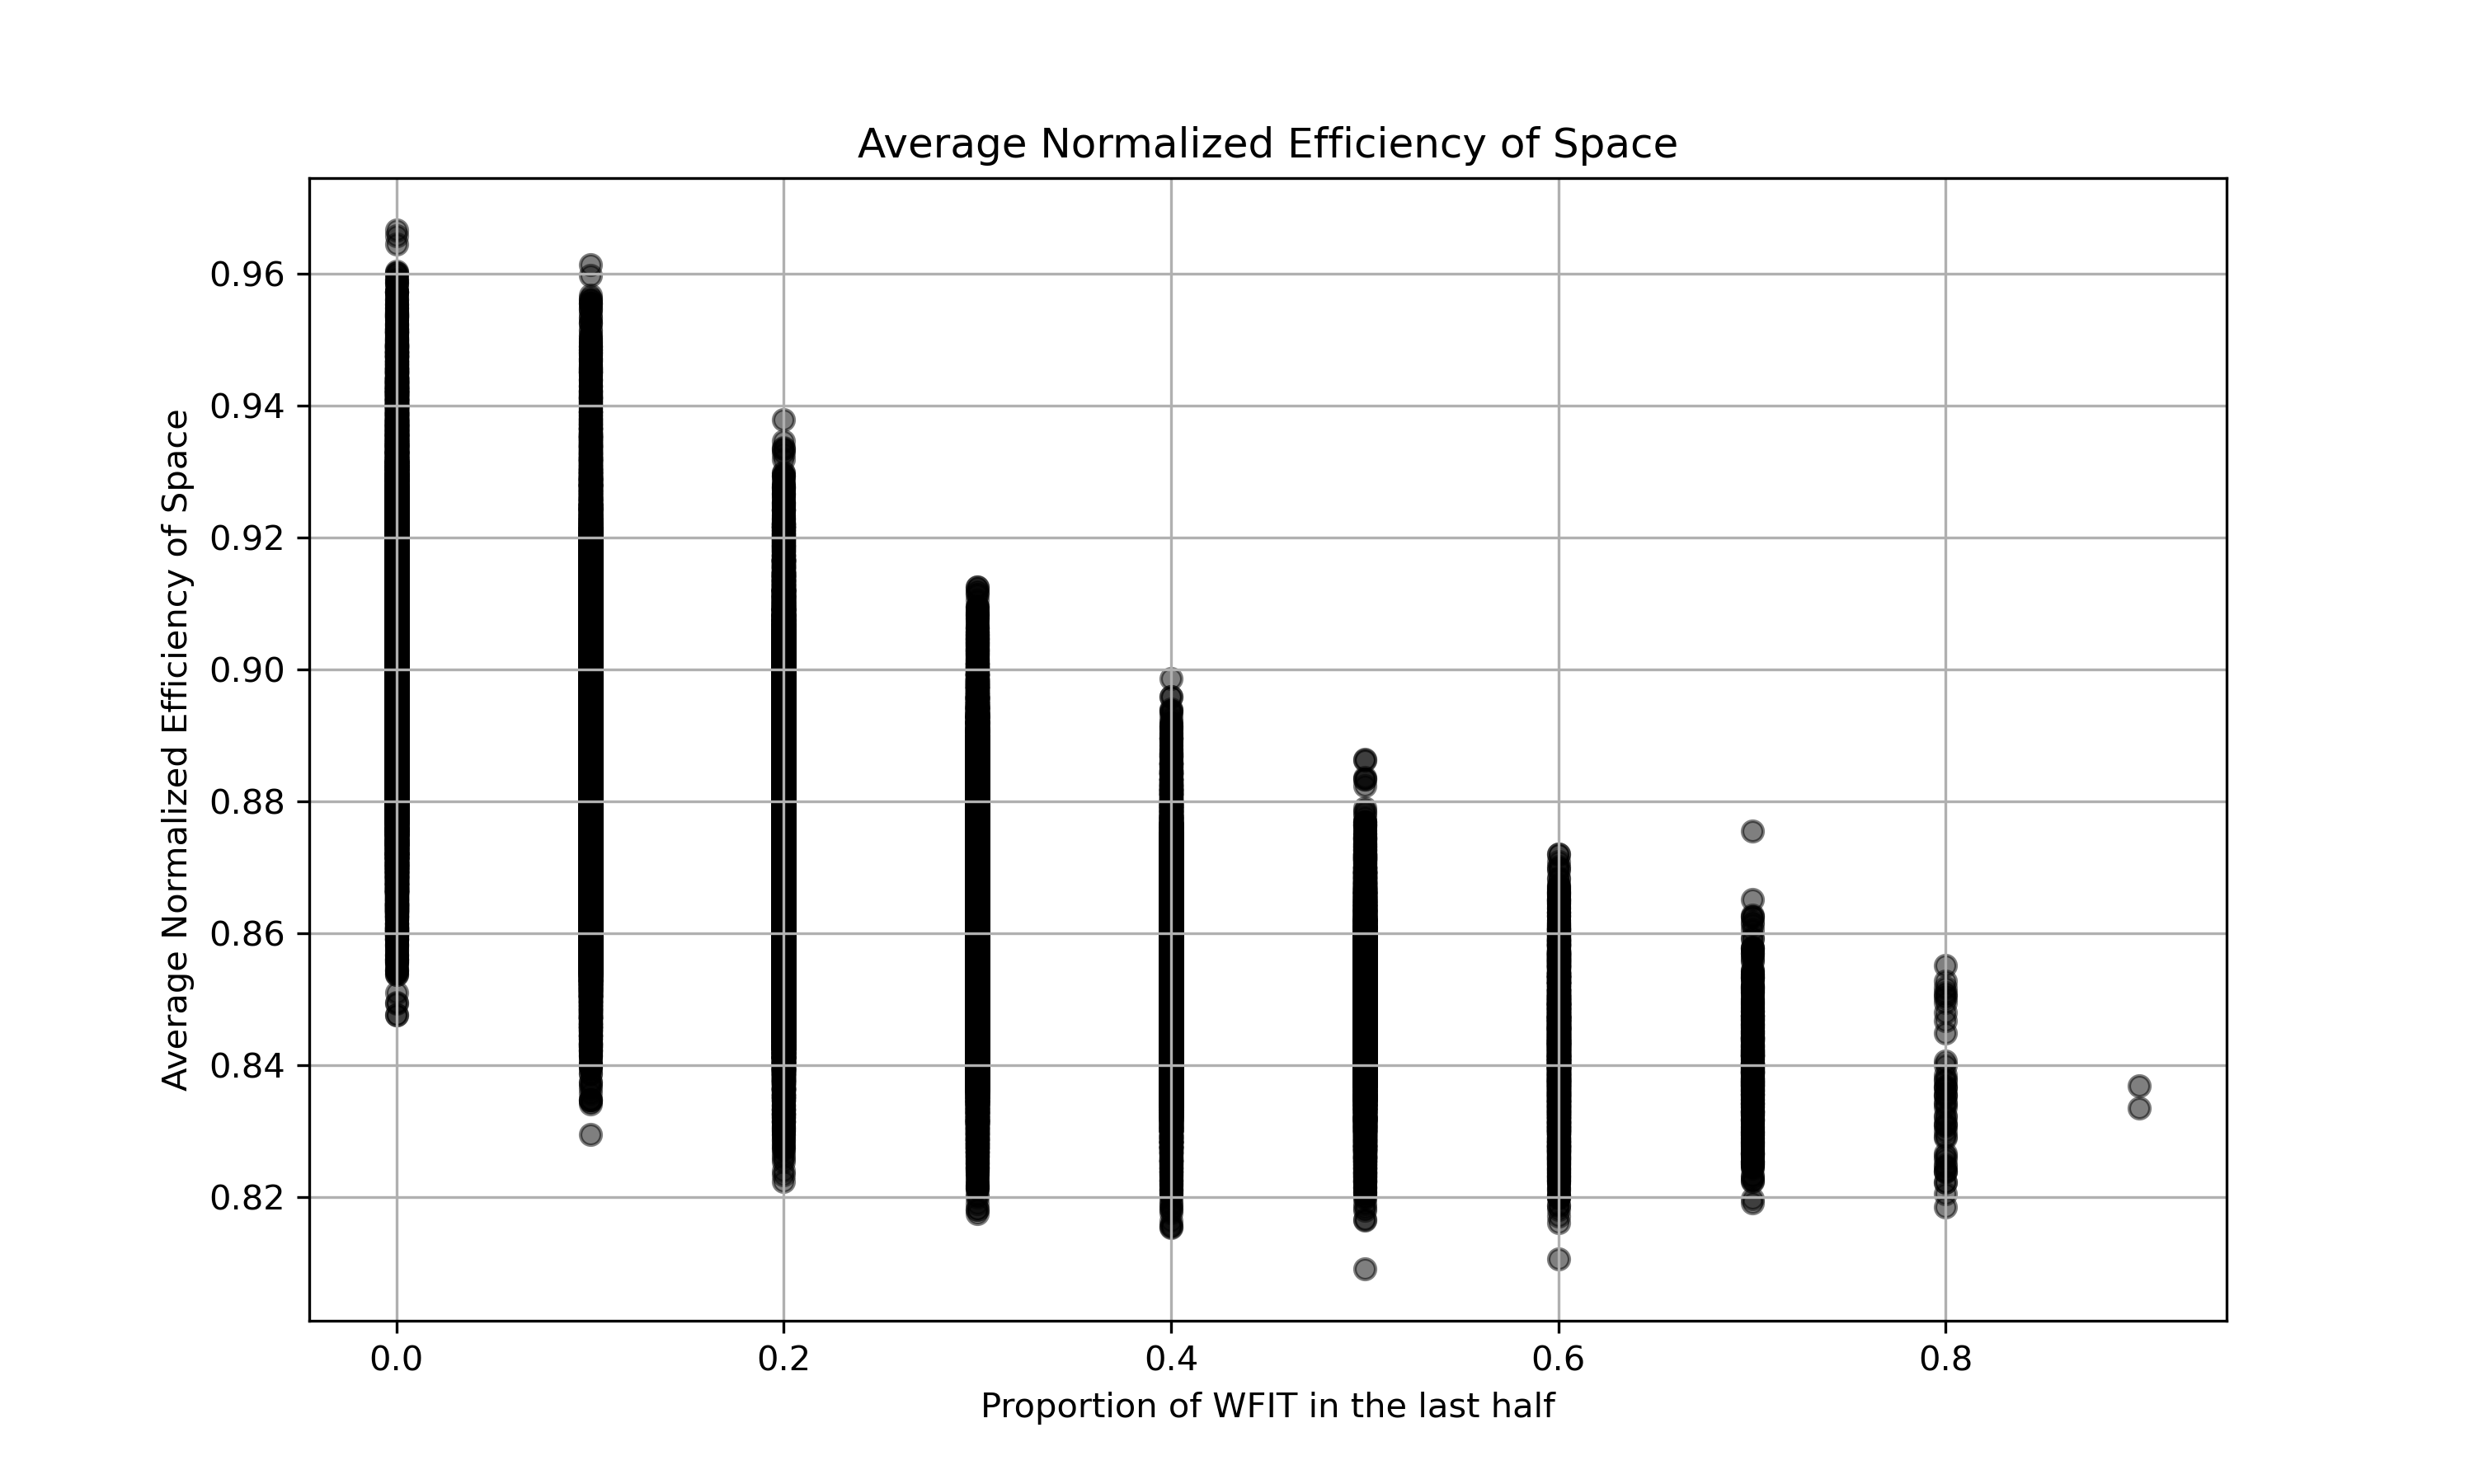 Average Normalized Efficiency of Space
Average Normalized Efficiency of Space
0.96
0.94
0.92
0.90
0.88
0.86
0.84
0.82
0.0 0.2 0.4 0.6 0.8
Proportion of WFIT in the last half